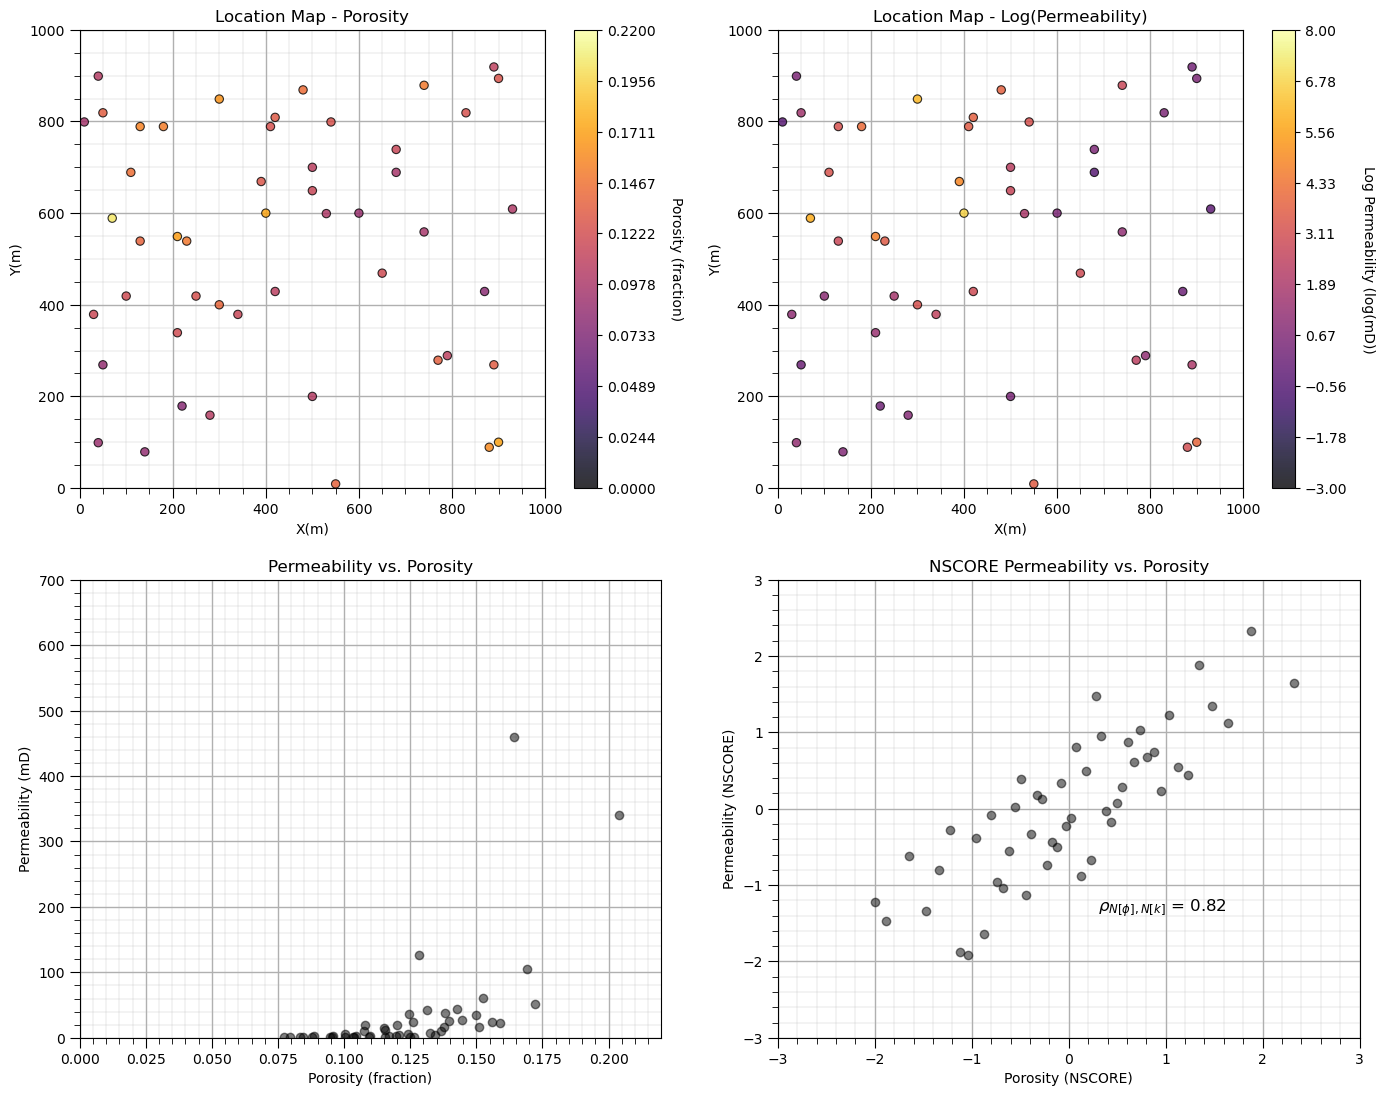 Location Map - Porosity
1000
800
600
400
200
0
Y(m)
0 200 400 600 800 1000
X(m)
0.2200
0.1956
0.1711
0.1467
0.1222
0.0978
0.0733
0.0489
0.0244
0.0000
Porosity (fraction)
Location Map - Log(Permeability)
1000
800
600
400
200
0
Y(m)
0 200 400 600 800 1000
X(m)
8.00
6.78
5.56
4.33
3.11
1.89
0.67
−0.56
−1.78
−3.00
Log Permeability (log(mD))
Permeability vs. Porosity
700
600
500
400
300
200
100
0
Permeability (mD)
0.000 0.025 0.050 0.075 0.100 0.125 0.150 0.175 0.200
Porosity (fraction)
NSCORE Permeability vs. Porosity
3
2
1
0
−1
−2
−3
Permeability (NSCORE)
ρN[ϕ], N[k] = 0.82
−3 −2 −1 0 1 2 3
Porosity (NSCORE)